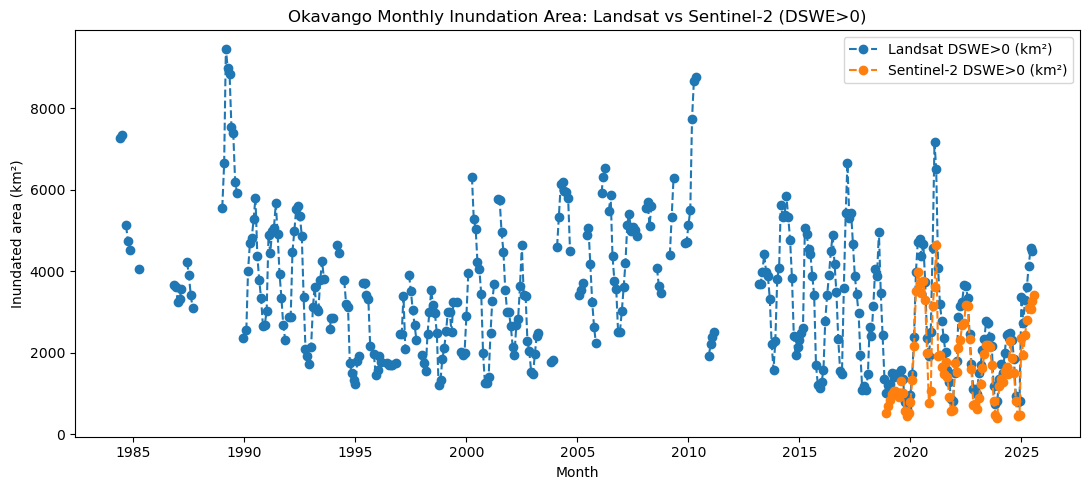 Okavango Monthly Inundation Area: Landsat vs Sentinel-2 (DSWE>0)
Landsat DSWE>0 (km²)
Sentinel-2 DSWE>0 (km²)
Inundated area (km²)
8000
6000
4000
2000
0
1985 1990 1995 2000 2005 2010 2015 2020 2025
Month